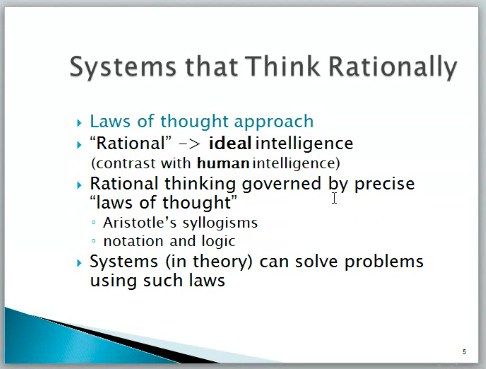 Systems that Think Rationally
Laws of thought approach
“Rational” -> ideal intelligence
(contrast with human intelligence)
Rational thinking governed by precise
“laws of thought”
Aristotle’s syllogisms
notation and logic
Systems (in theory) can solve problems
using such laws
5